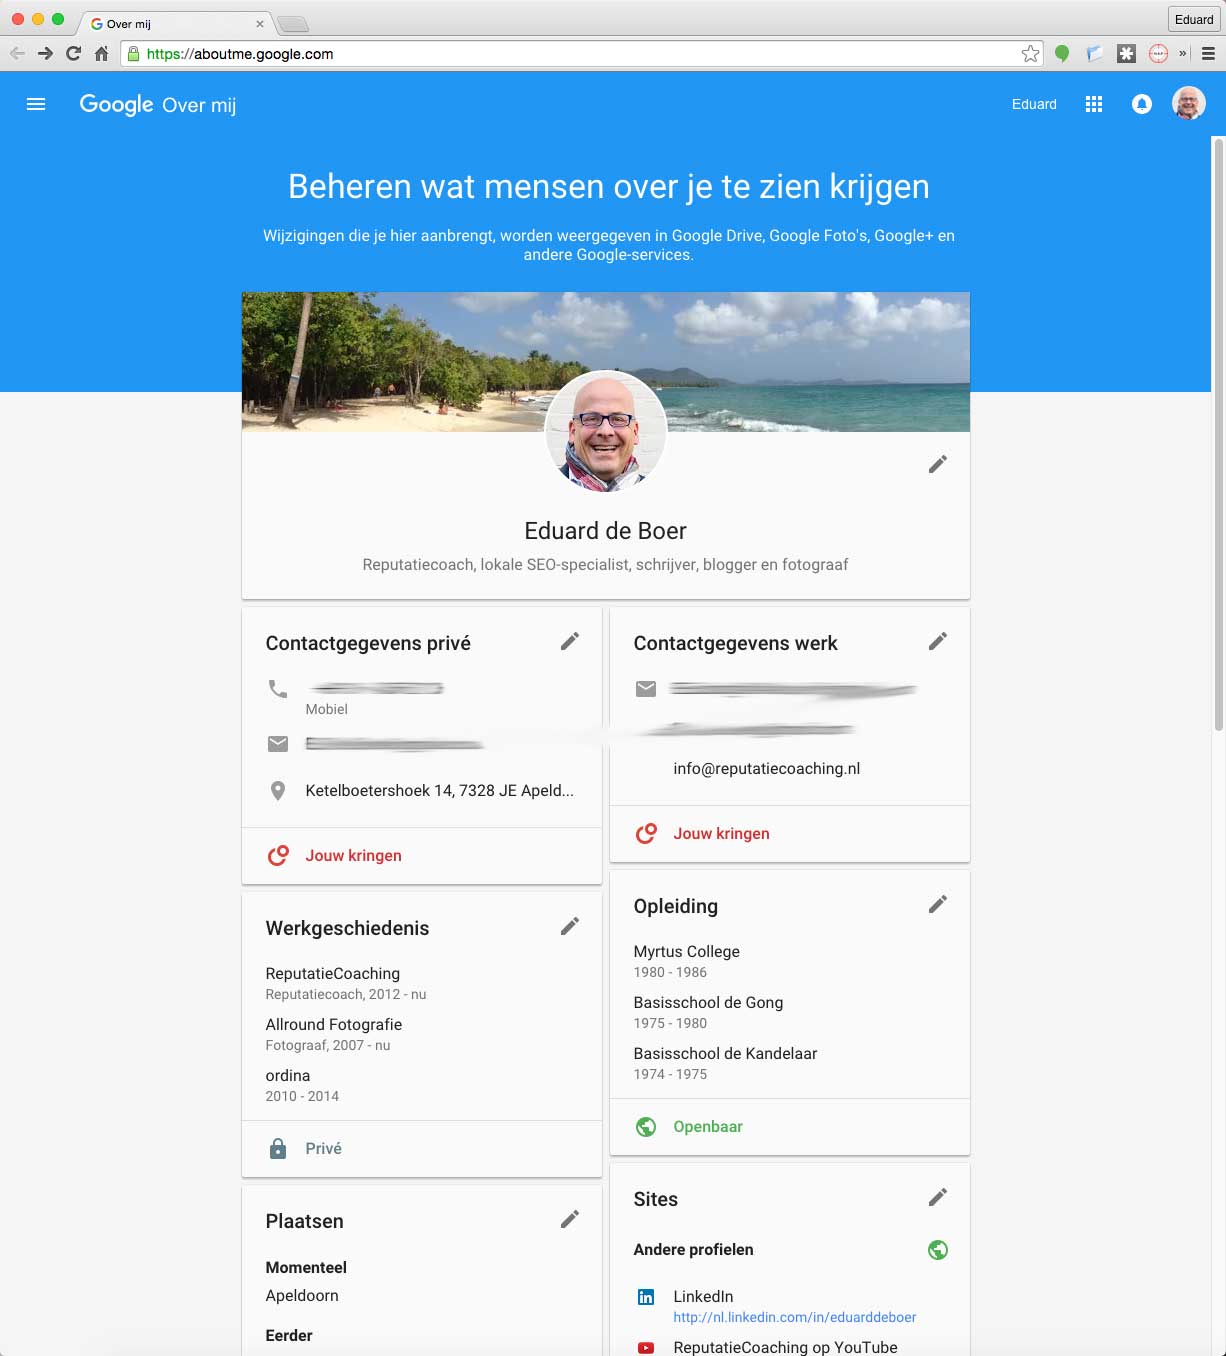 Over mij
Eduard
https://aboutme.google.com
Google Over mij
Eduard
Beheren wat mensen over je te zien krijgen
Wijzigingen die je hier aanbrengt, worden weergegeven in Google Drive, Google Foto's, Google+ en
andere Google-services.
Eduard de Boer
Reputatiecoach, lokale SEO-specialist, schrijver, blogger en fotograaf
Contactgegevens privé
Mobiel
Ketelboetershoek 14, 7328 JE Apeld...
Jouw kringen
Contactgegevens werk
info@reputatiecoaching.nl
Jouw kringen
Werkgeschiedenis
ReputatieCoaching
Reputatiecoach, 2012 - nu
Allround Fotografie
Fotograaf, 2007 - nu
ordina
2010 - 2014
Privé
Opleiding
Myrtus College
1980 - 1986
Basisschool de Gong
1975 - 1980
Basisschool de Kandelaar
1974 - 1975
Openbaar
Plaatsen
Momenteel
Apeldoorn
Eerder
Sites
Andere profielen
LinkedIn
http://nl.linkedin.com/in/eduarddeboer
ReputatieCoaching op YouTube